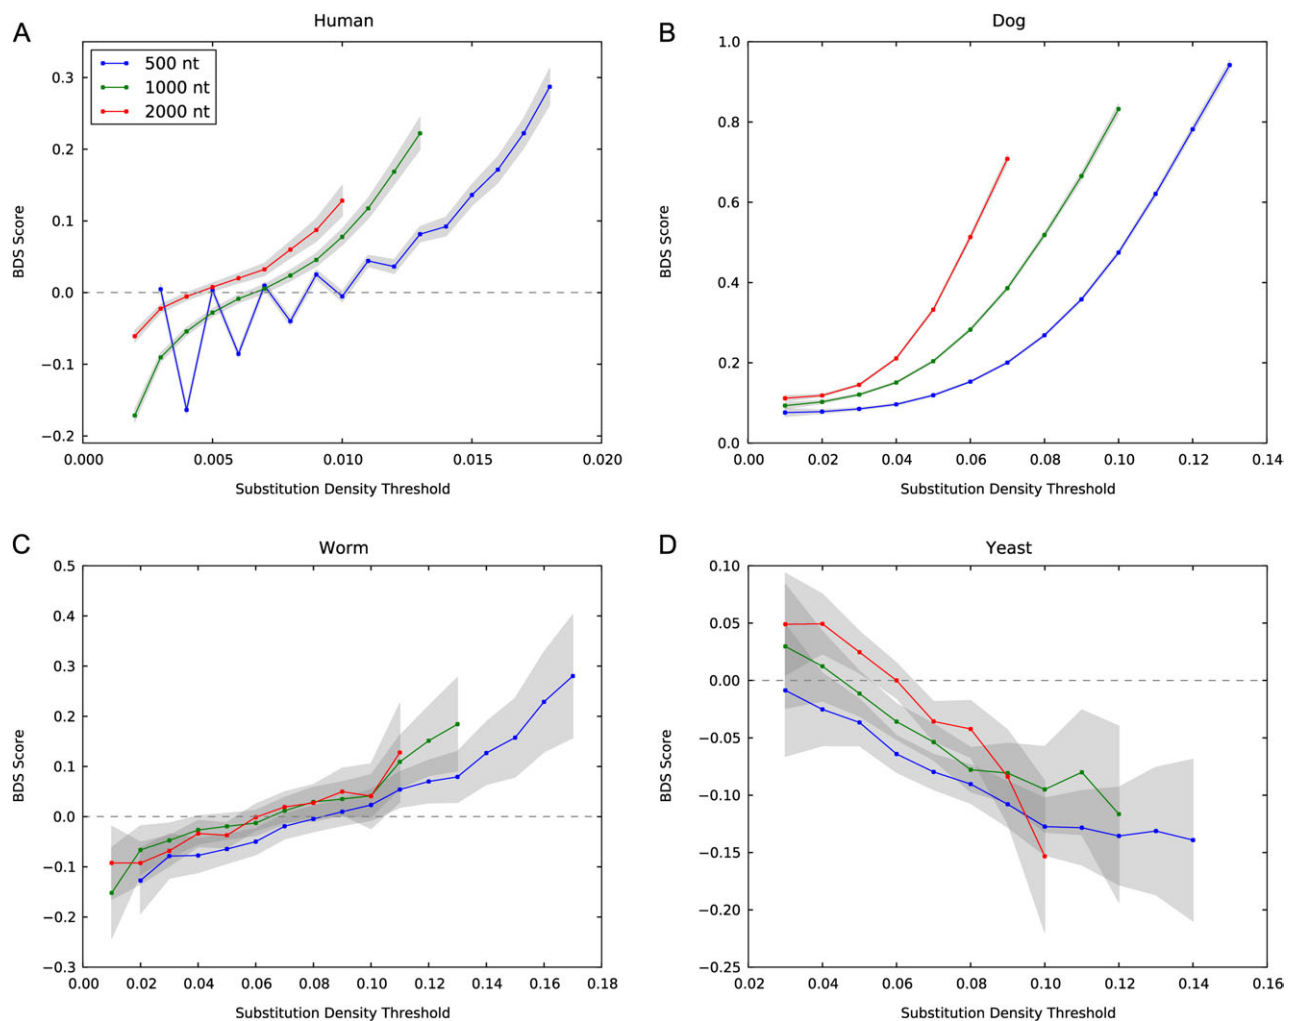 A
Human
500 nt
1000 nt
2000 nt
0.3
0.2
0.1
0.0
−0.1
−0.2
BDS Score
0.000 0.005 0.010 0.015 0.020
Substitution Density Threshold
B
Dog
1.0
0.8
0.6
0.4
0.2
0.0
BDS Score
0.00 0.02 0.04 0.06 0.08 0.10 0.12 0.14
Substitution Density Threshold
C
Worm
0.5
0.4
0.3
0.2
0.1
0.0
−0.1
−0.2
−0.3
BDS Score
0.00 0.02 0.04 0.06 0.08 0.10 0.12 0.14 0.16 0.18
Substitution Density Threshold
D
Yeast
0.10
0.05
0.00
−0.05
−0.10
−0.15
−0.20
−0.25
BDS Score
0.02 0.04 0.06 0.08 0.10 0.12 0.14 0.16
Substitution Density Threshold